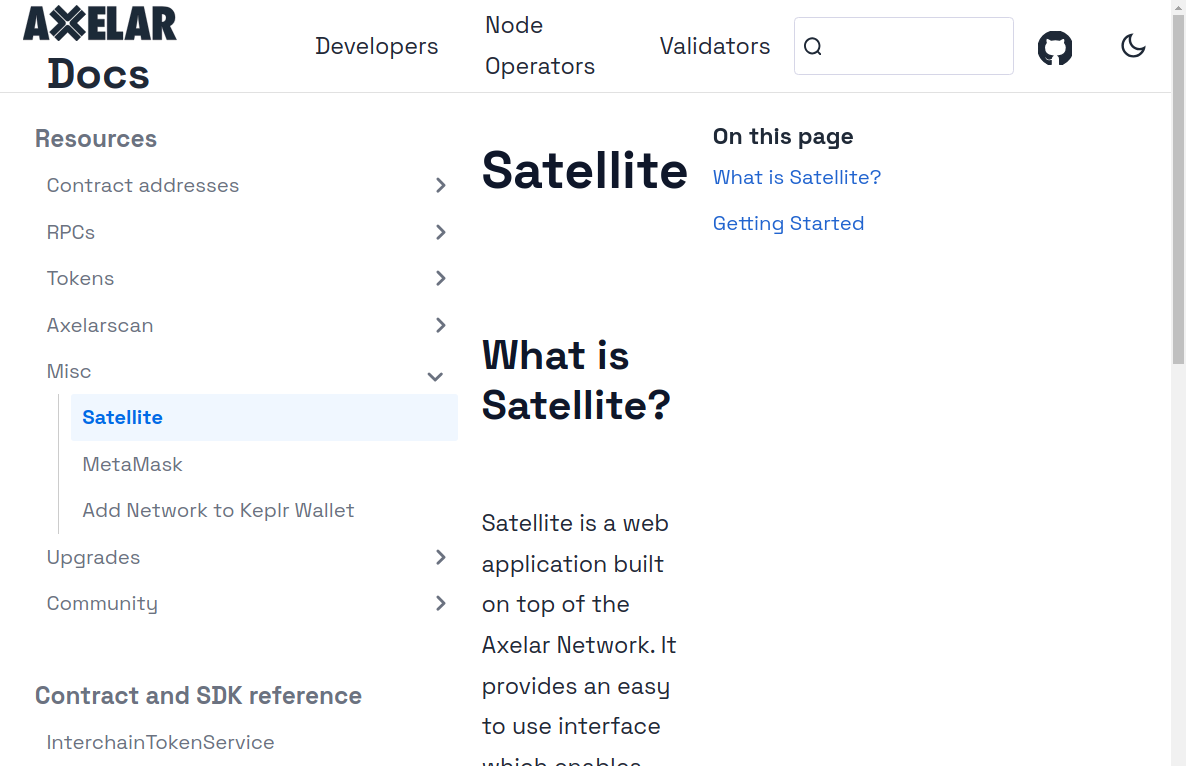 AXELAR
Docs
Developers
Node
Operators
Validators
Resources
Contract addresses
RPCs
Tokens
Axelarscan
Misc
Satellite
MetaMask
Add Network to Keplr Wallet
Upgrades
Community
Contract and SDK reference
InterchainTokenService
Satellite
What is
Satellite?
Satellite is a web
application built
on top of the
Axelar Network. It
provides an easy
to use interface
which enables
On this page
What is Satellite?
Getting Started